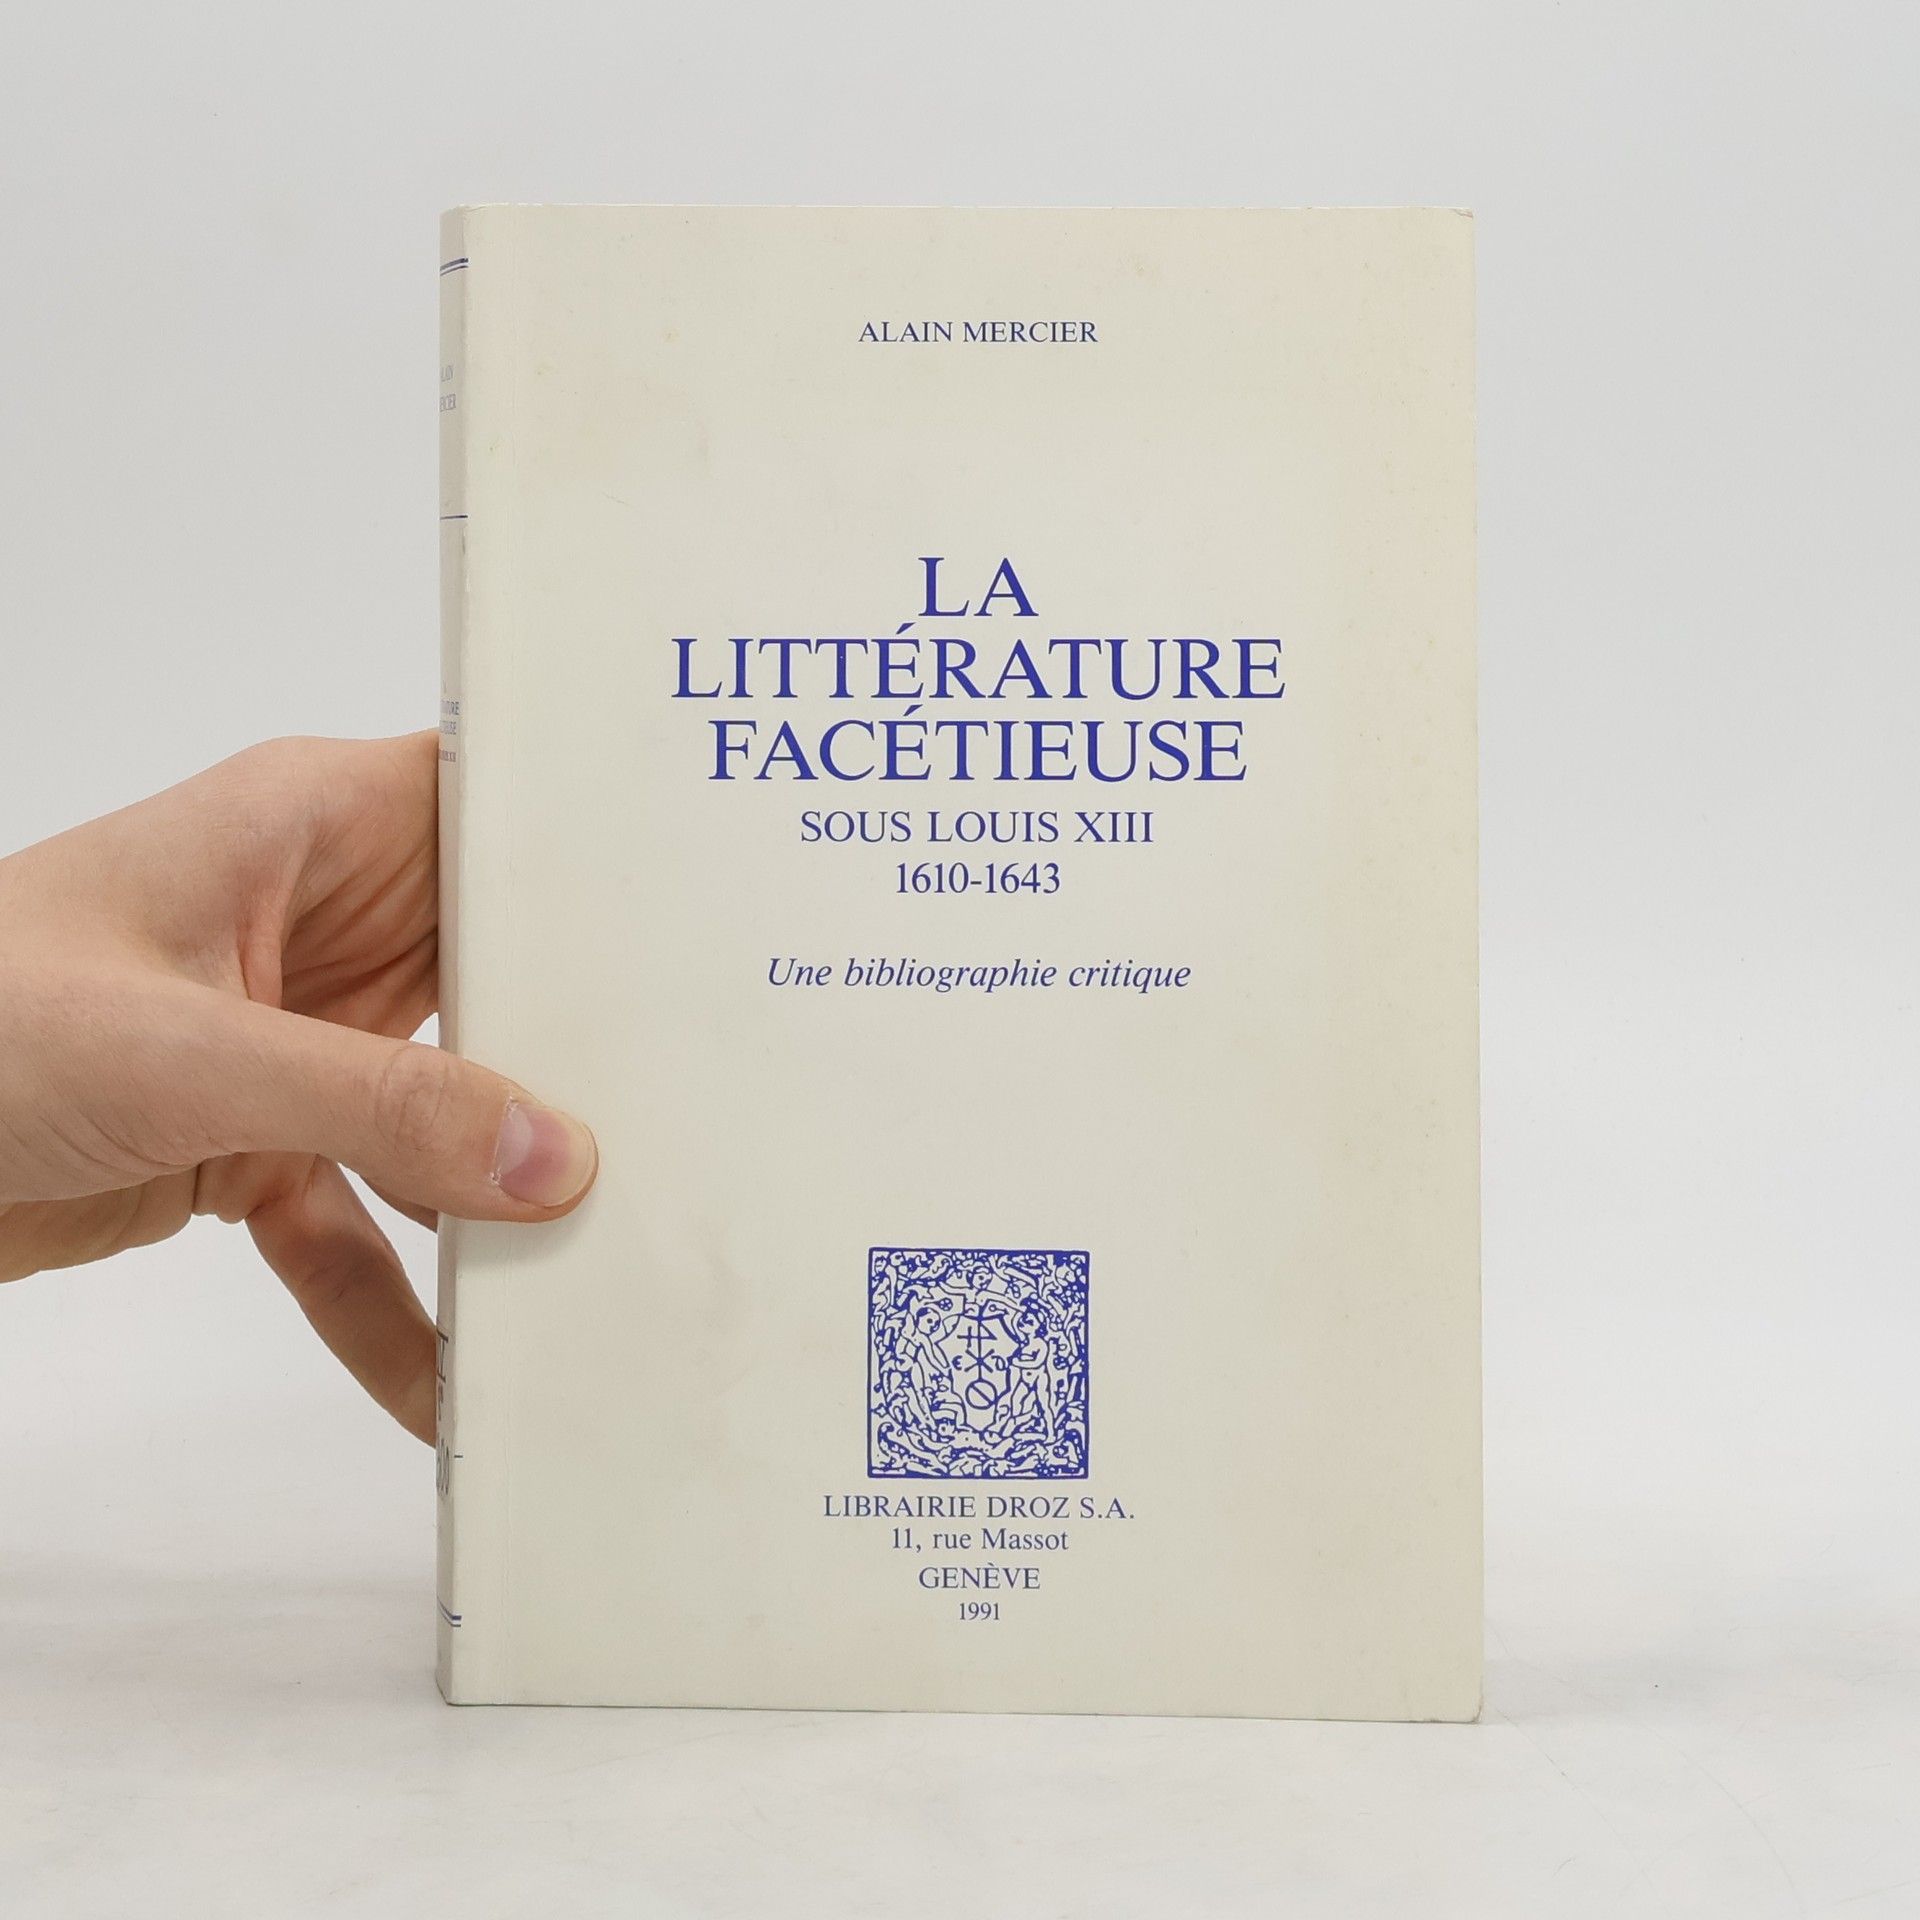 ALAIN MERCIER
LA
LITTÉRATURE
FACÉTIEUSE
SOUS LOUIS XIII
1610-1643
Une bibliographie critique
LIBRAIRIE DROZ S.A.
11, rue Massot
GENÈVE
1991